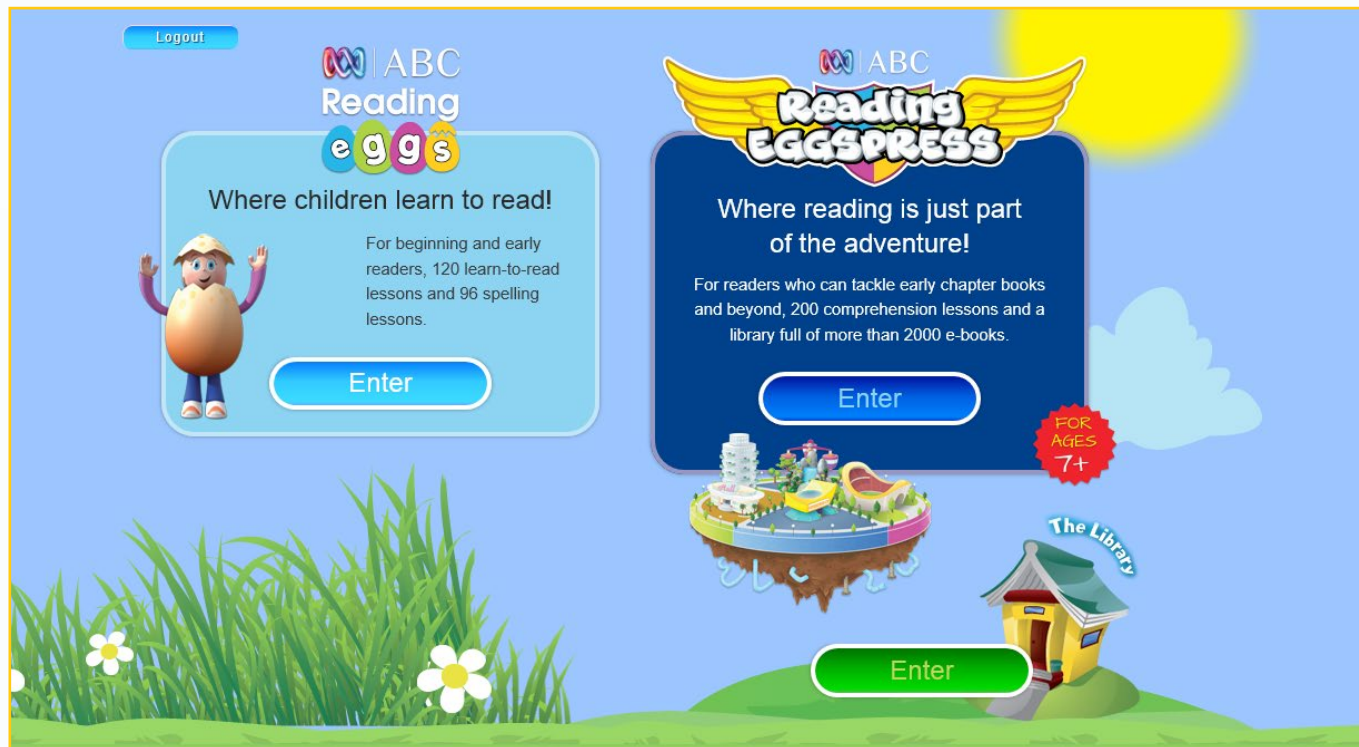 Logout
ABC
Reading
eggs
Where children learn to read!
For beginning and early
readers, 120 learn-to-read
lessons and 96 spelling
lessons.
Enter
ABC
Reading
EGGSPRESS
Where reading is just part
of the adventure!
For readers who can tackle early chapter books
and beyond, 200 comprehension lessons and a
library full of more than 2000 e-books.
Enter
FOR
AGES
7+
The Library
Enter